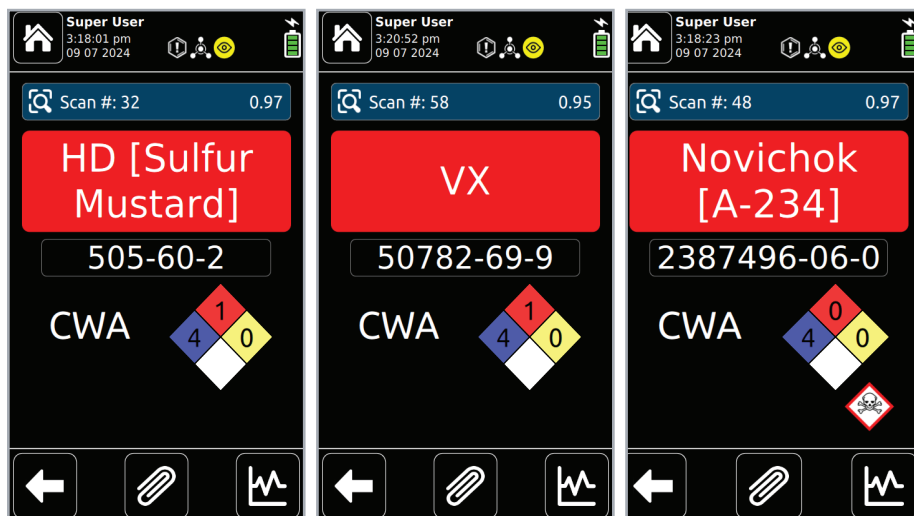 Super User
3:18:01 pm
09 07 2024
Scan #: 32 0.97
HD [Sulfur
Mustard]
505-60-2
CWA
1
4 0
Super User
3:20:52 pm
09 07 2024
Scan #: 58 0.95
VX
50782-69-9
CWA
1
4 0
Super User
3:18:23 pm
09 07 2024
Scan #: 48 0.97
Novichok
[A-234]
2387496-06-0
CWA
0
4 0